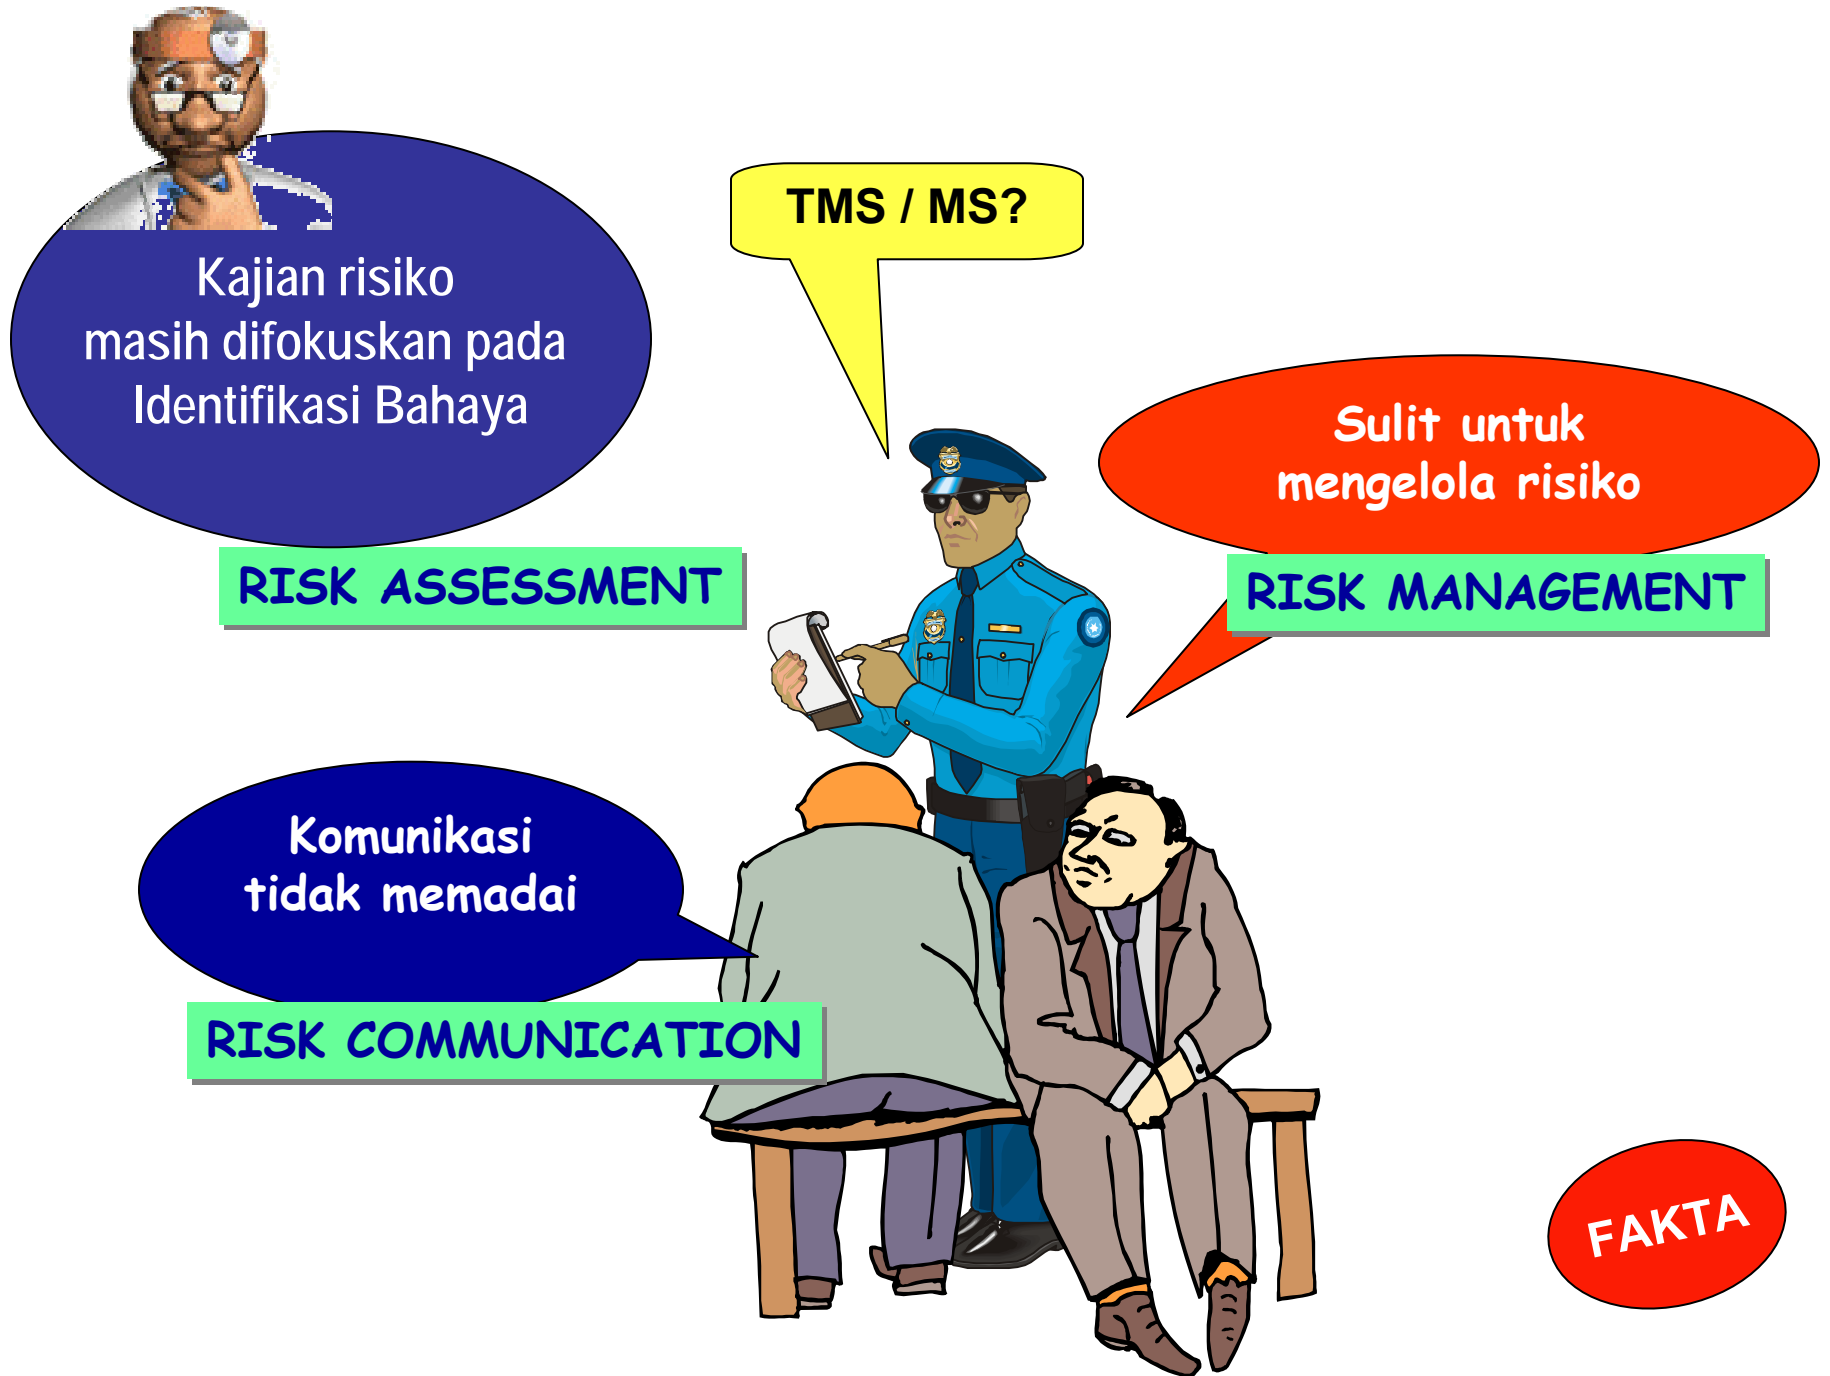 Kajian risiko
masih difokuskan pada
Identifikasi Bahaya
RISK ASSESSMENT
TMS / MS?
Sulit untuk
mengelola risiko
RISK MANAGEMENT
Komunikasi
tidak memadai
RISK COMMUNICATION
FAKTA